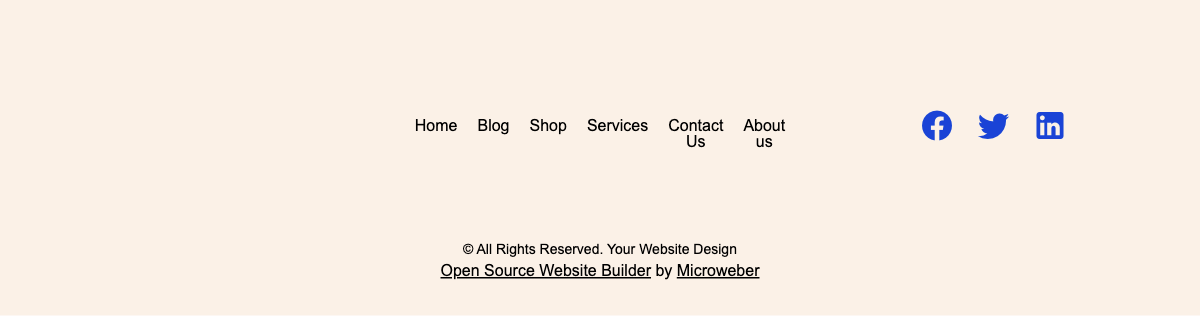 Home Blog Shop Services Contact Us About us
© All Rights Reserved. Your Website Design
Open Source Website Builder by Microweber